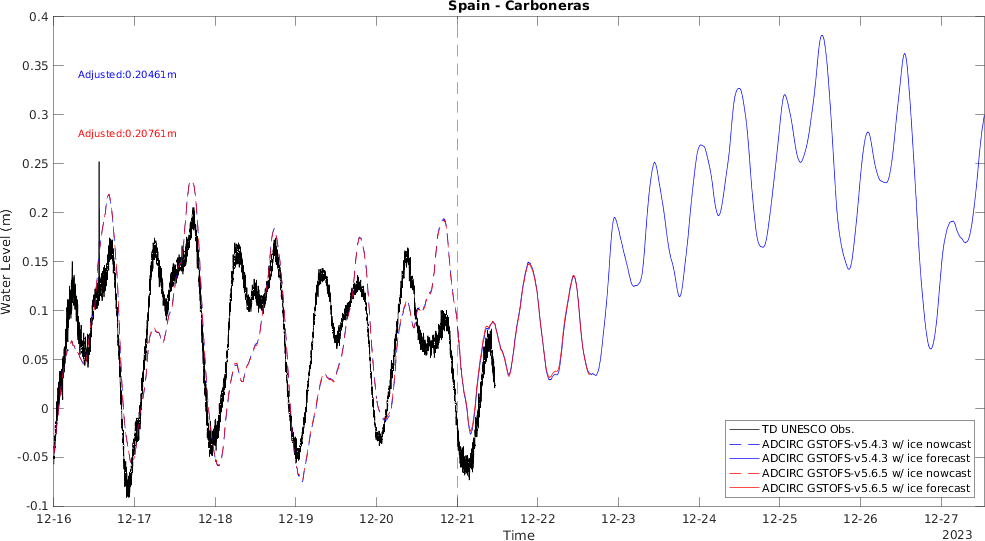 Spain - Carboneras
0.4
0.35
0.3
0.25
0.2
0.15
0.1
0.05
0
-0.05
-0.1
Water Level (m)
Adjusted:0.20461m
Adjusted:0.20761m
TD UNESCO Obs.
ADCIRC GSTOFS-v5.4.3 w/ ice nowcast
ADCIRC GSTOFS-v5.4.3 w/ ice forecast
ADCIRC GSTOFS-v5.6.5 w/ ice nowcast
ADCIRC GSTOFS-v5.6.5 w/ ice forecast
12-16 12-17 12-18 12-19 12-20 12-21 12-22 12-23 12-24 12-25 12-26 12-27
Time
2023